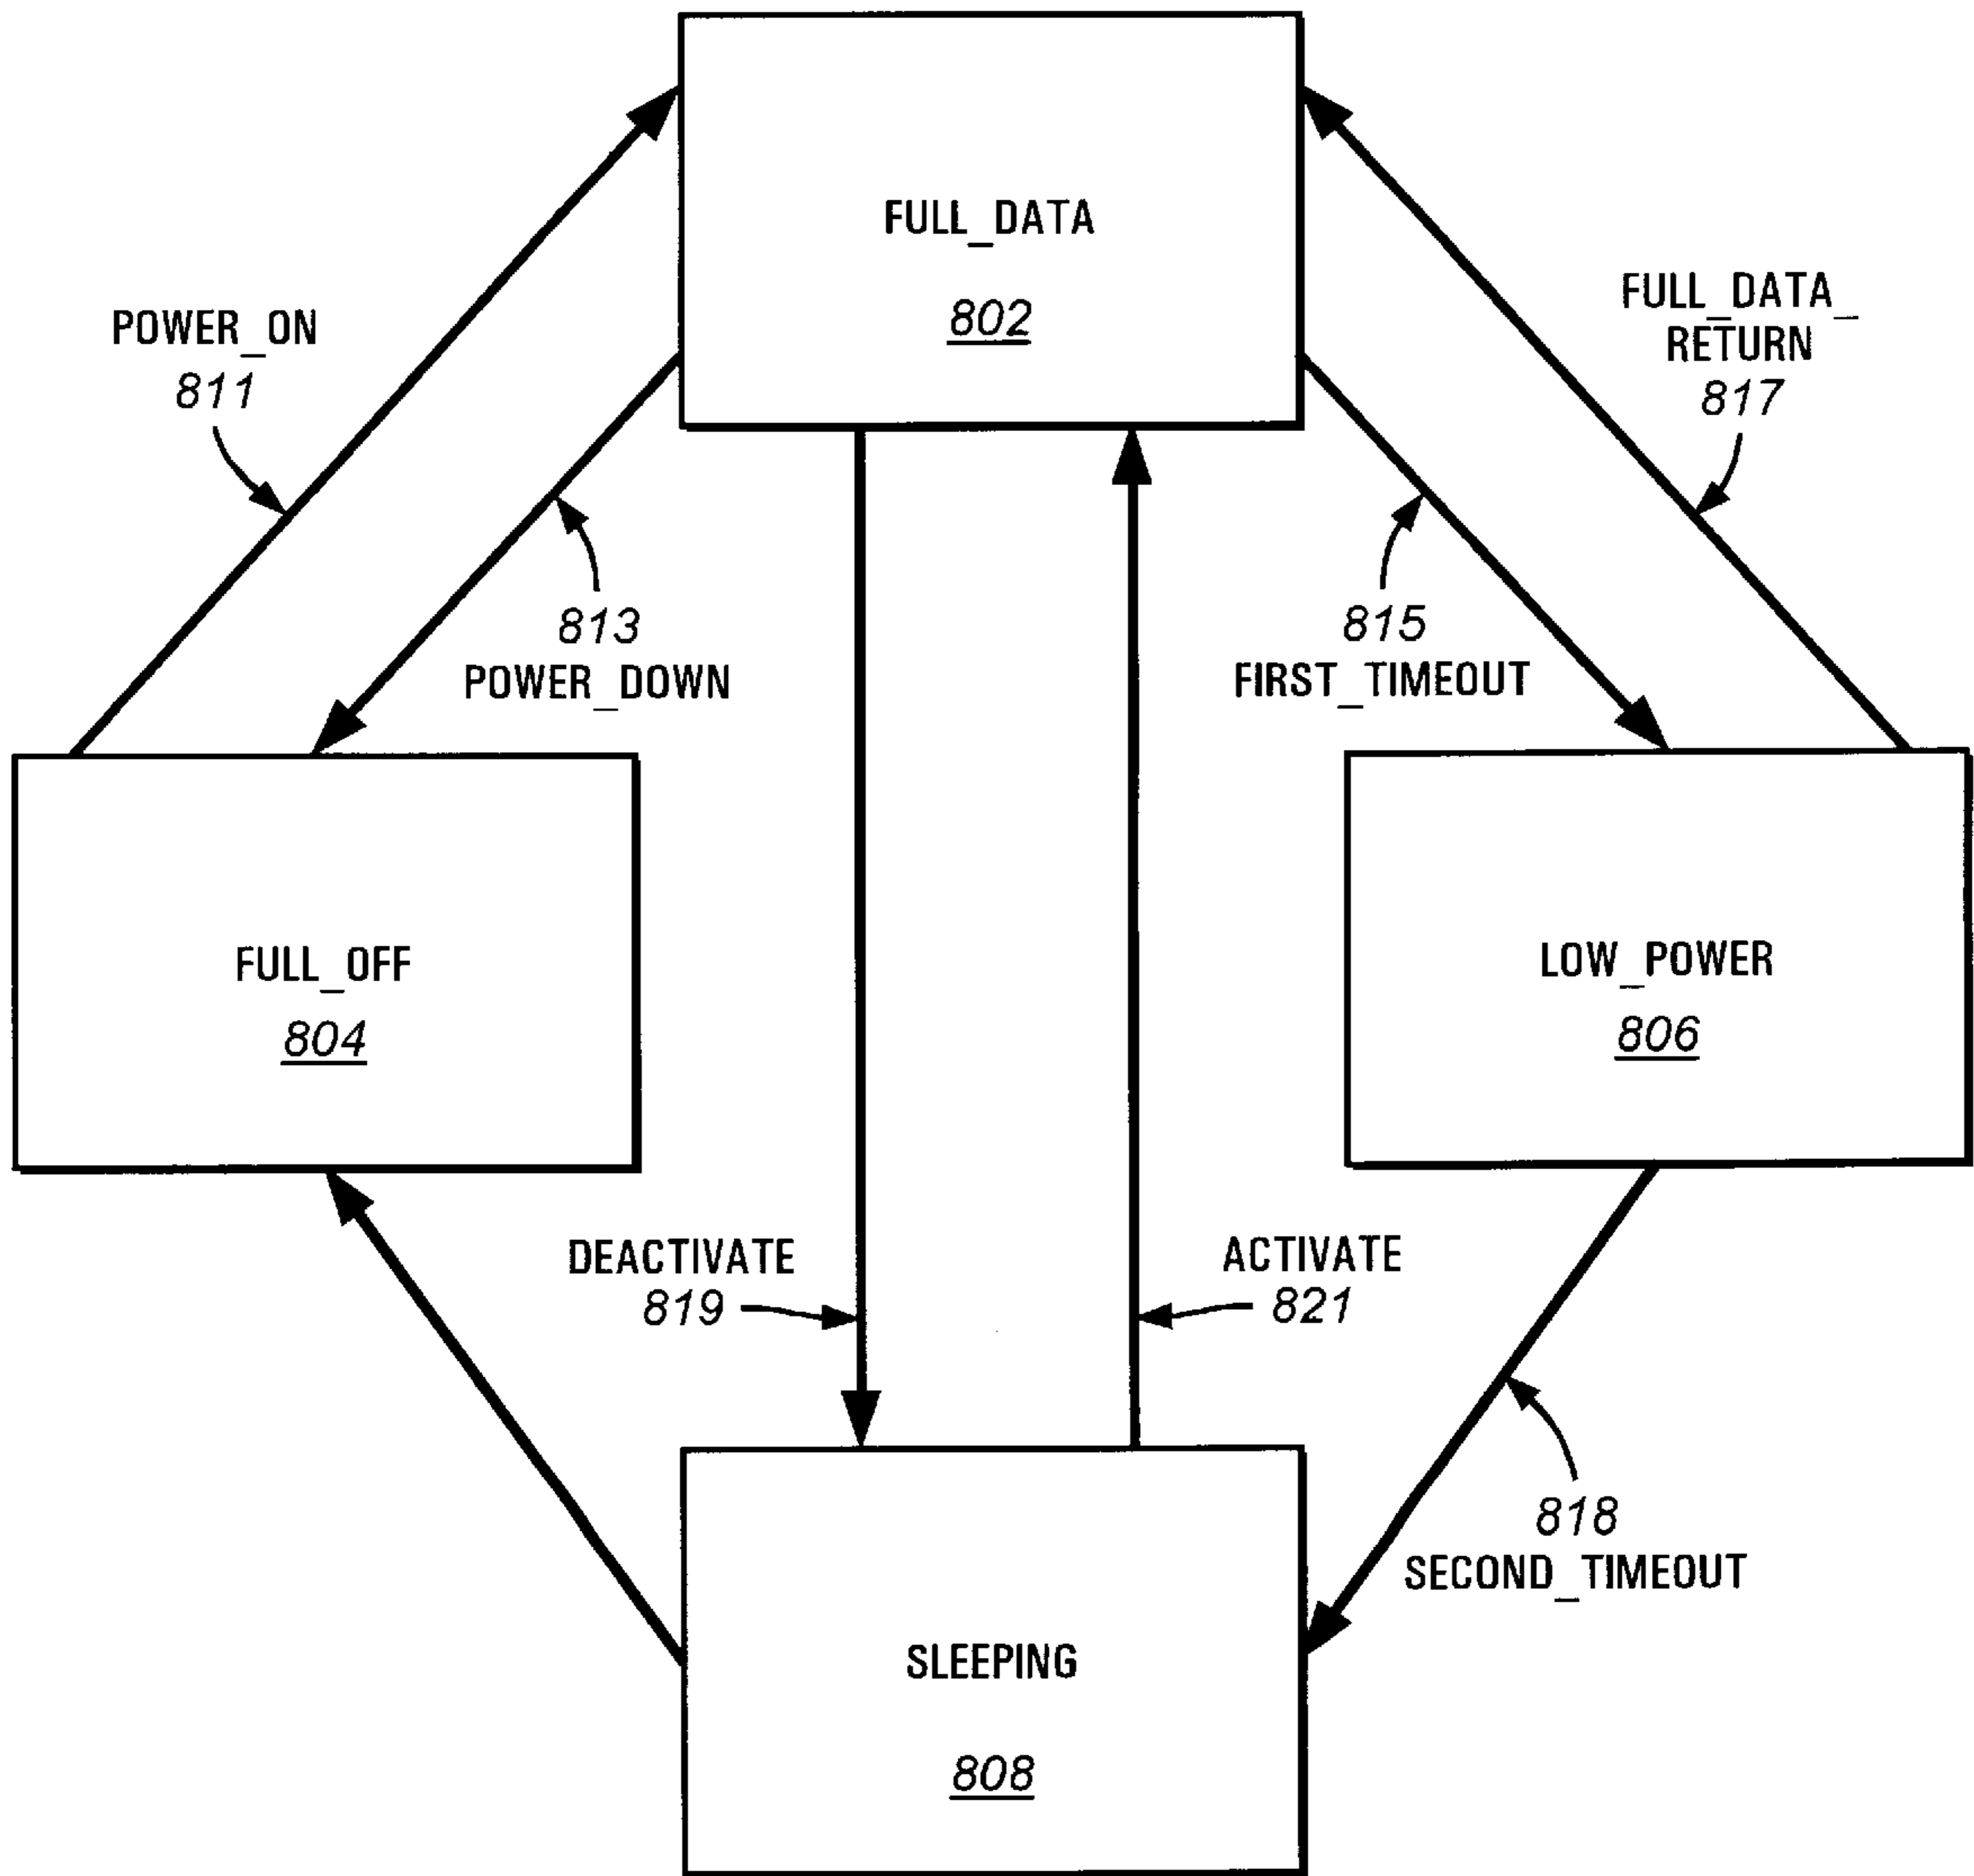 FULL_DATA
802
POWER_ON
811
FULL_DATA_
RETURN
817
813
POWER_DOWN
815
FIRST_TIMEOUT
FULL_OFF
804
LOW_POWER
806
DEACTIVATE
819
ACTIVATE
821
818
SECOND_TIMEOUT
SLEEPING
808